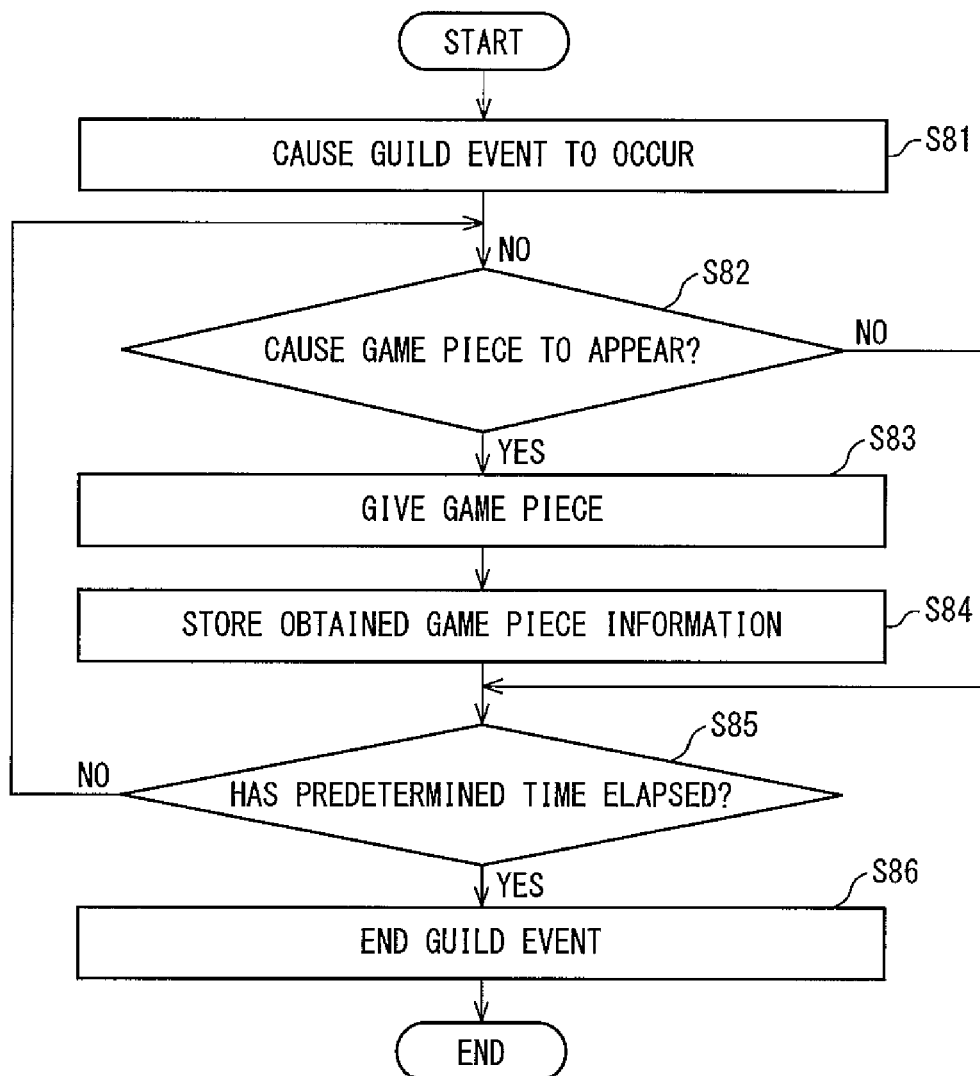 START
CAUSE GUILD EVENT TO OCCUR
S81
NO
S82
CAUSE GAME PIECE TO APPEAR?
NO
YES
S83
GIVE GAME PIECE
STORE OBTAINED GAME PIECE INFORMATION
S84
S85
NO
HAS PREDETERMINED TIME ELAPSED?
YES
S86
END GUILD EVENT
END